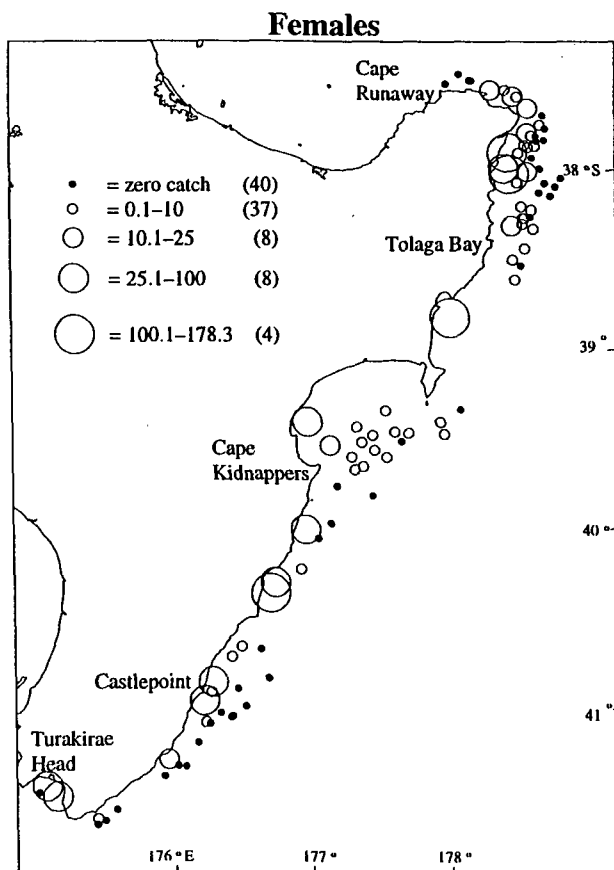 Females
Cape
Runaway
= zero catch (40)
= 0.1–10 (37)
= 10.1–25 (8)
= 25.1–100 (8)
= 100.1–178.3 (4)
38 °S
Tolaga Bay
39 °
Cape
Kidnappers
40 °
Castlepoint
41 °
Turakirae
Head
176 °E
177
178